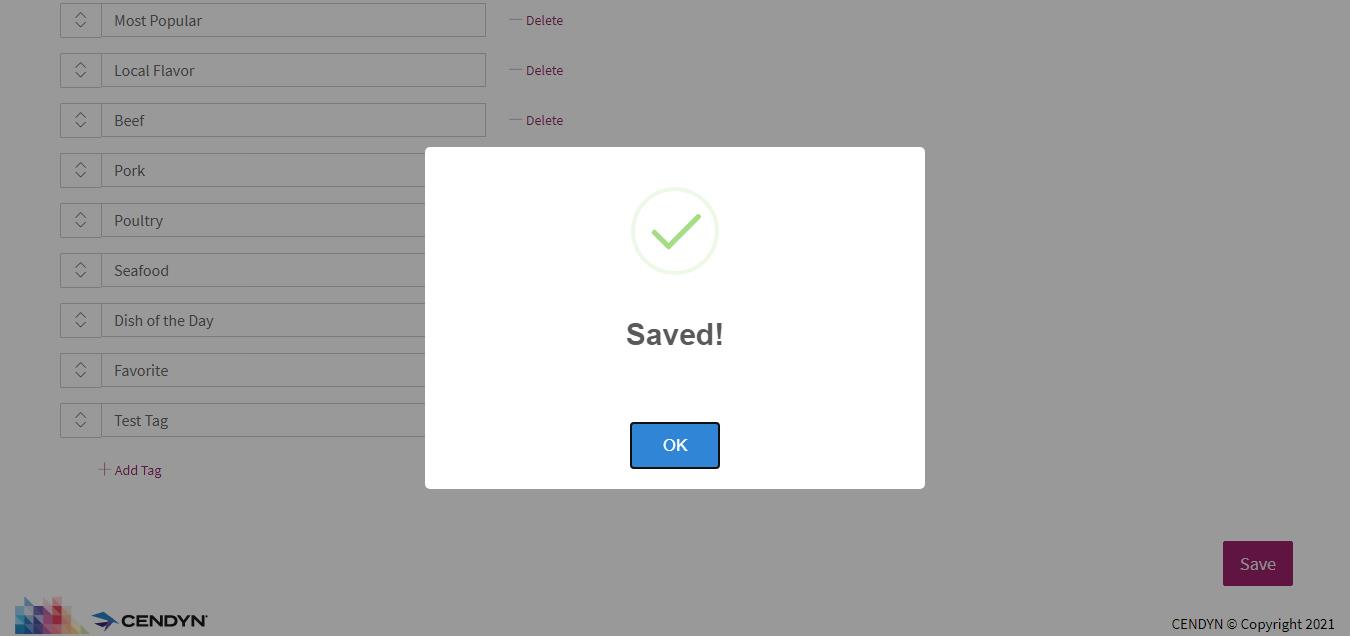 Most Popular
Delete
Local Flavor
Delete
Beef
Delete
Pork
Poultry
Seafood
Dish of the Day
Favorite
Test Tag
Add Tag
Saved!
OK
Save
CENDYN
CENDYN © Copyright 2021